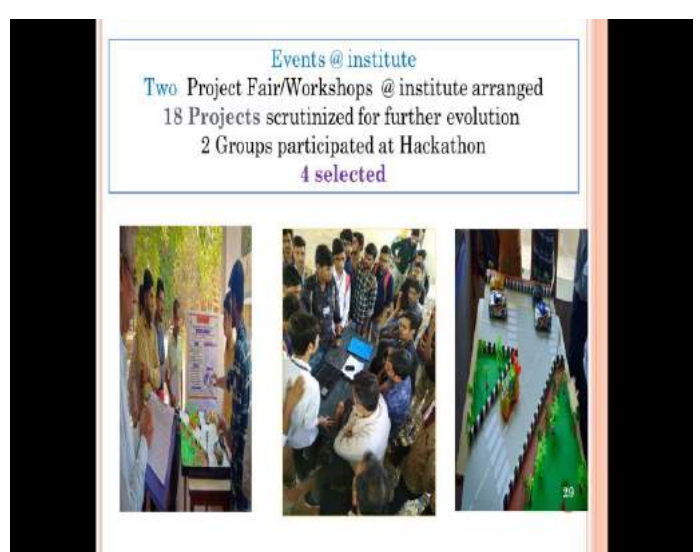 Events @ institute
Two Project Fair/Workshops @ institute arranged
18 Projects scrutinized for further evolution
2 Groups participated at Hackathon
4 selected
29